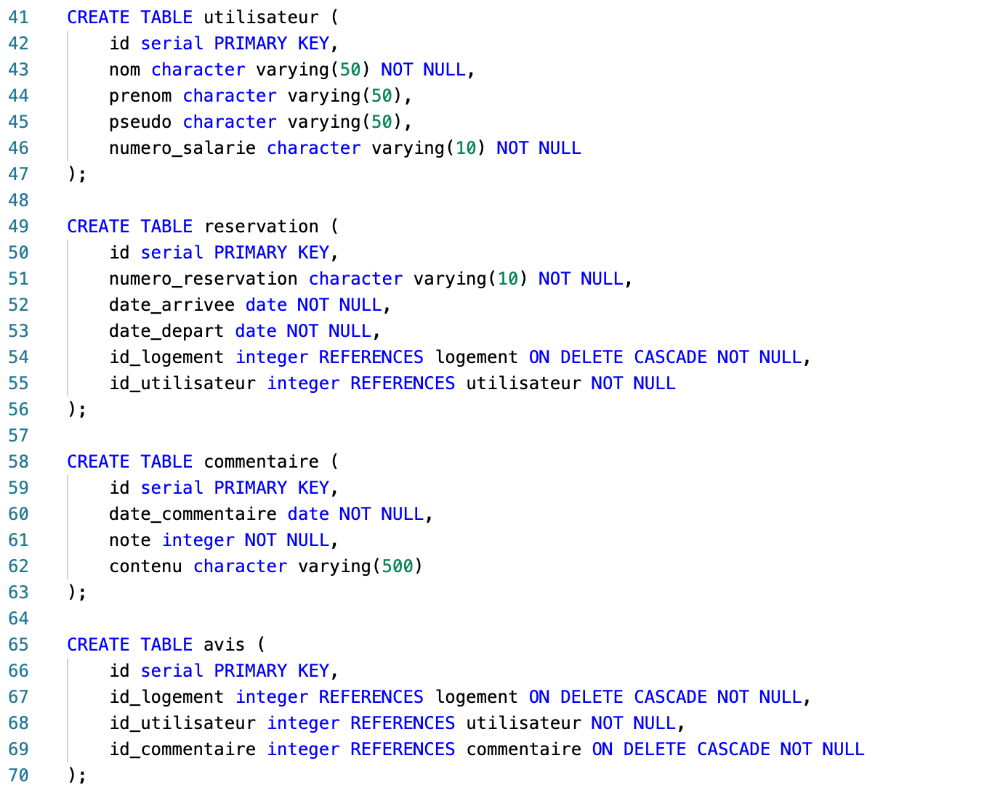 41 CREATE TABLE utilisateur (
42     id serial PRIMARY KEY,
43     nom character varying(50) NOT NULL,
44     prenom character varying(50),
45     pseudo character varying(50),
46     numero_salarie character varying(10) NOT NULL
47 );
48
49 CREATE TABLE reservation (
50     id serial PRIMARY KEY,
51     numero_reservation character varying(10) NOT NULL,
52     date_arrivee date NOT NULL,
53     date_depart date NOT NULL,
54     id_logement integer REFERENCES logement ON DELETE CASCADE NOT NULL,
55     id_utilisateur integer REFERENCES utilisateur NOT NULL
56 );
57
58 CREATE TABLE commentaire (
59     id serial PRIMARY KEY,
60     date_commentaire date NOT NULL,
61     note integer NOT NULL,
62     contenu character varying(500)
63 );
64
65 CREATE TABLE avis (
66     id serial PRIMARY KEY,
67     id_logement integer REFERENCES logement ON DELETE CASCADE NOT NULL,
68     id_utilisateur integer REFERENCES utilisateur NOT NULL,
69     id_commentaire integer REFERENCES commentaire ON DELETE CASCADE NOT NULL
70 );